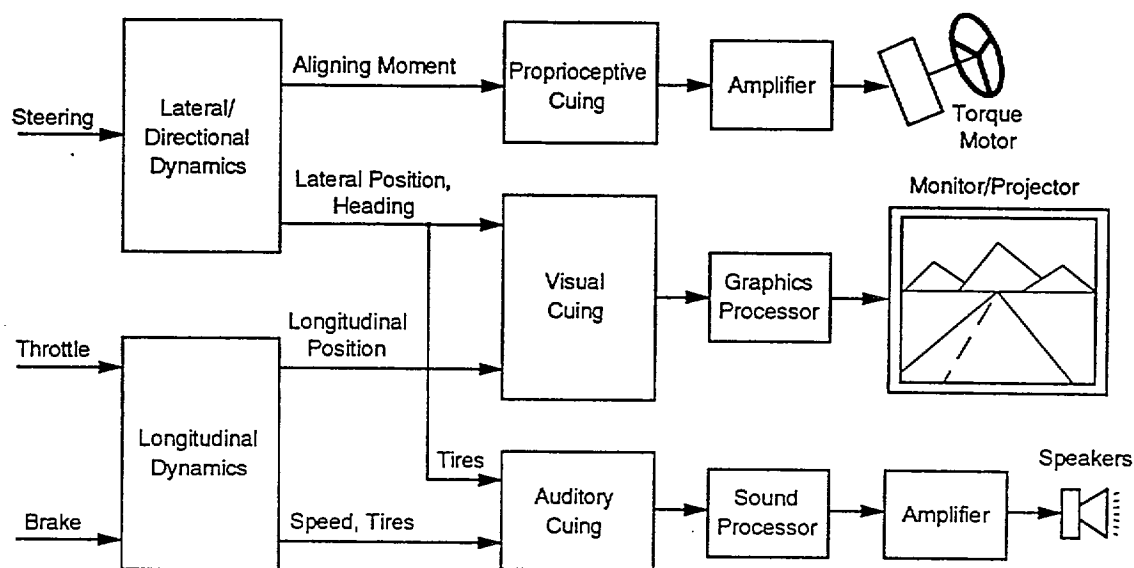 Steering
Lateral/
Directional
Dynamics
Aligning Moment
Proprioceptive
Cuing
Amplifier
Torque
Motor
Lateral Position,
Heading
Monitor/Projector
Visual
Cuing
Graphics
Processor
Throttle
Longitudinal
Position
Longitudinal
Dynamics
Brake
Tires
Speed, Tires
Auditory
Cuing
Sound
Processor
Amplifier
Speakers